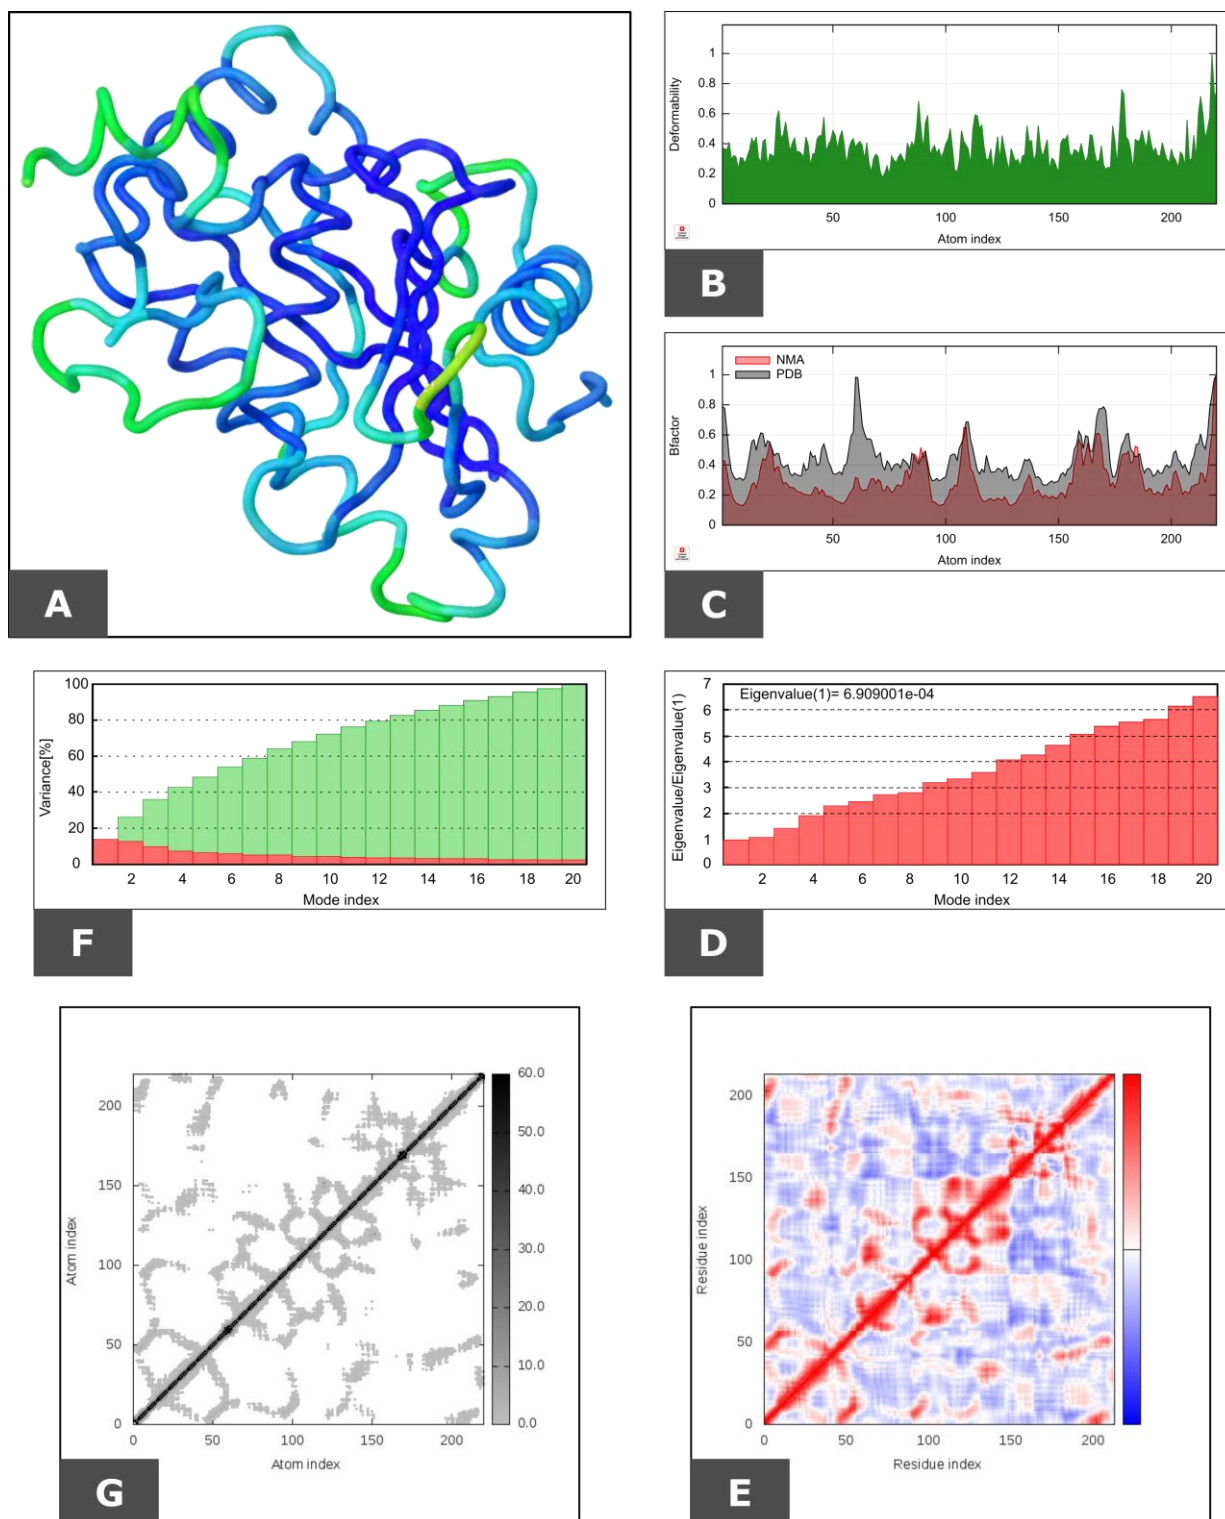 A
Deformability
1
0.8
0.6
0.4
0.2
0
50 100 150 200
Atom index
B
Bfactor
NMA
PDB
1
0.8
0.6
0.4
0.2
0
50 100 150 200
Atom index
C
Variance[%]
100
80
60
40
20
0
2 4 6 8 10 12 14 16 18 20
Mode index
F
Eigenvalue/Eigenvalue(1)
Eigenvalue(1)= 6.909001e-04
7
6
5
4
3
2
1
0
2 4 6 8 10 12 14 16 18 20
Mode index
D
Atom index
200
150
100
50
0
0 50 100 150 200
Atom index
60.0
50.0
40.0
30.0
20.0
10.0
0.0
G
Residue index
200
150
100
50
0
0 50 100 150 200
Residue index
E